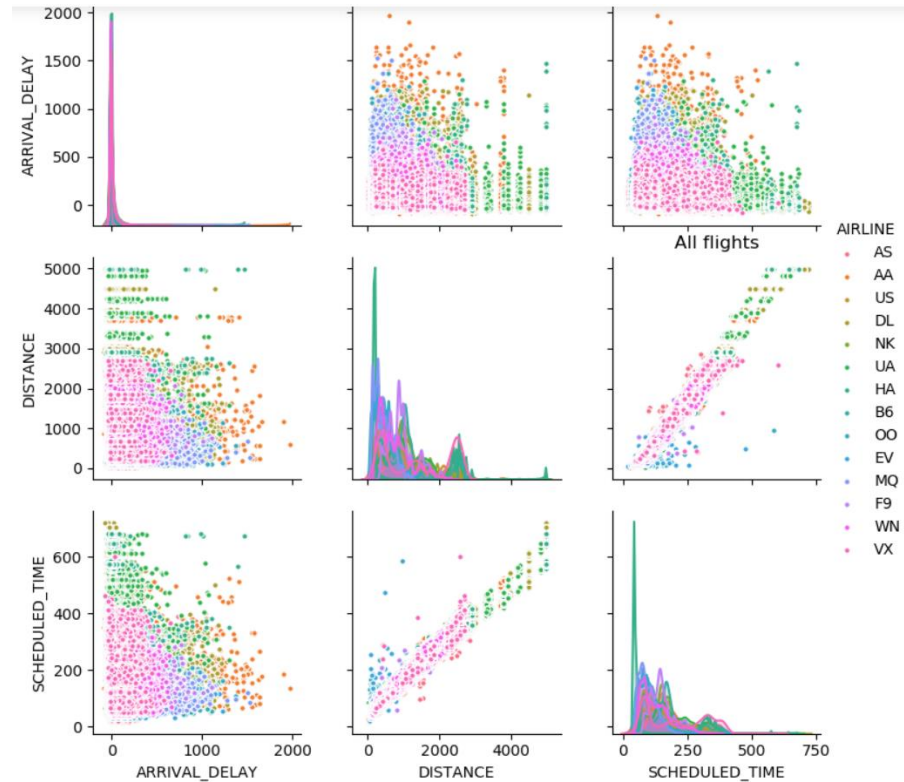 2000
1500
1000
500
0
ARRIVAL_DELAY
All flights
AIRLINE
AS
AA
US
DL
NK
UA
HA
B6
OO
EV
MQ
F9
WN
VX
5000
4000
3000
2000
1000
0
DISTANCE
600
400
200
0
SCHEDULED_TIME
0 1000 2000
ARRIVAL_DELAY
0 2000 4000
DISTANCE
0 250 500 750
SCHEDULED_TIME